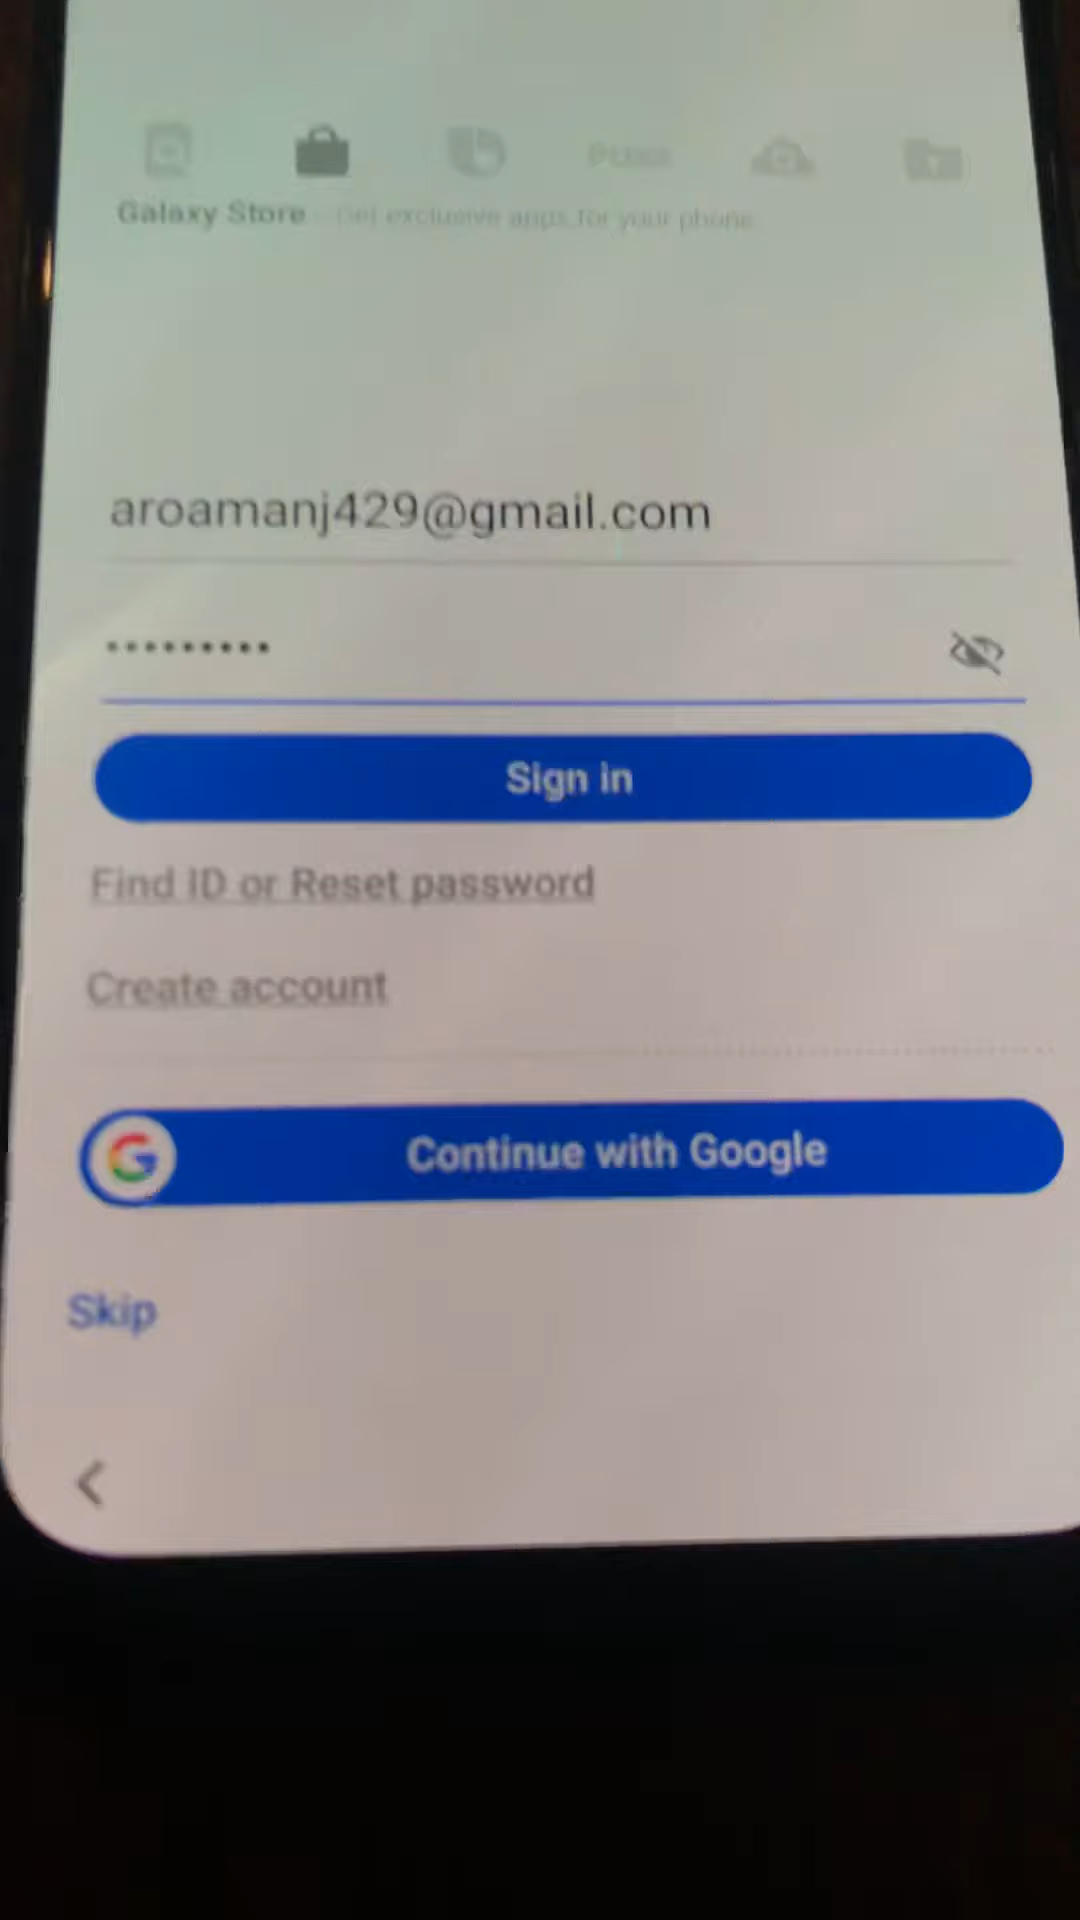 Galaxy Store - Get exclusive apps for your phone.
aroamanj429@gmail.com
Sign in
Find ID or Reset password
Create account
Continue with Google
Skip